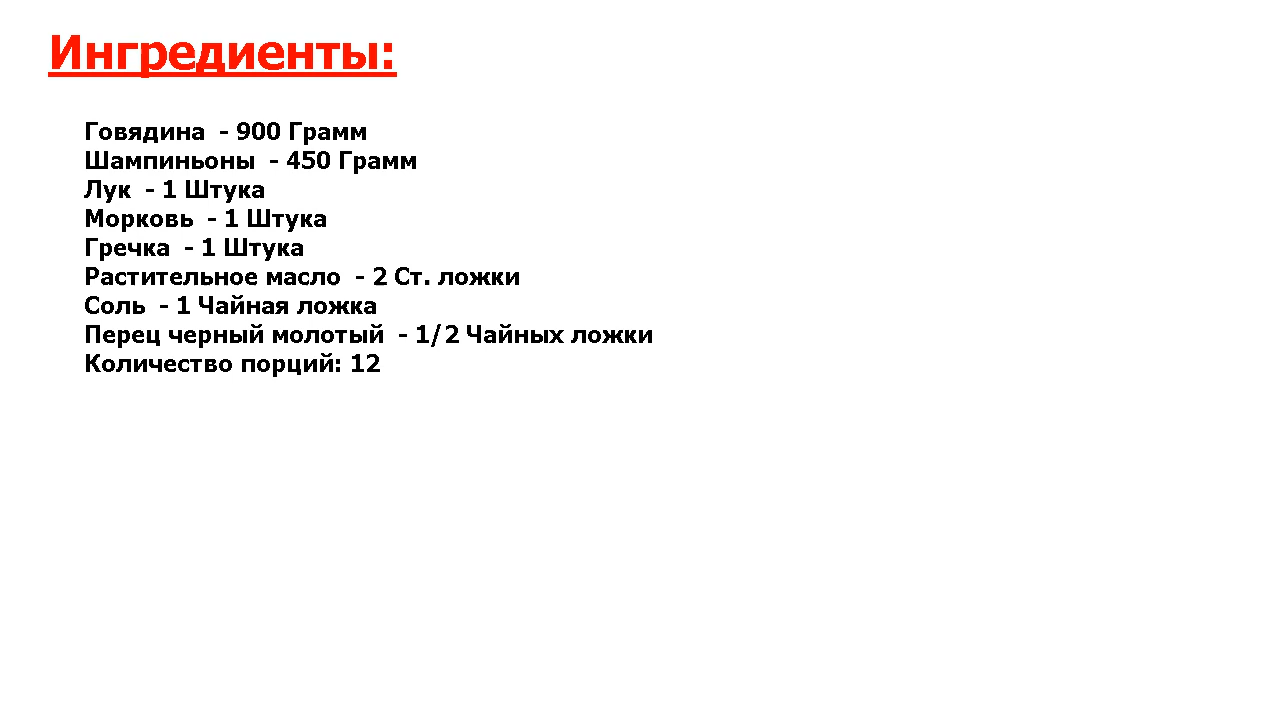 Ингредиенты:
Говядина  - 900 Грамм
Шампиньоны  - 450 Грамм
Лук  - 1 Штука
Морковь  - 1 Штука
Гречка  - 1 Штука
Растительное масло  - 2 Ст. ложки
Соль  - 1 Чайная ложка
Перец черный молотый  - 1/2 Чайных ложки
Количество порций: 12